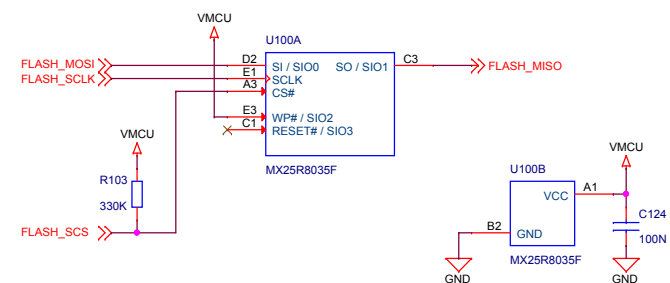 VMCU
U100A
FLASH_MOSI
D2
SI / SIO0
SO / SIO1
C3
FLASH_MISO
FLASH_SCLK
E1
SCLK
A3
CS#
E3
WP# / SIO2
C1
RESET# / SIO3
MX25R8035F
VMCU
R103
330K
FLASH_SCS
VMCU
U100B
VCC
A1
B2
GND
C124
100N
MX25R8035F
GND
GND